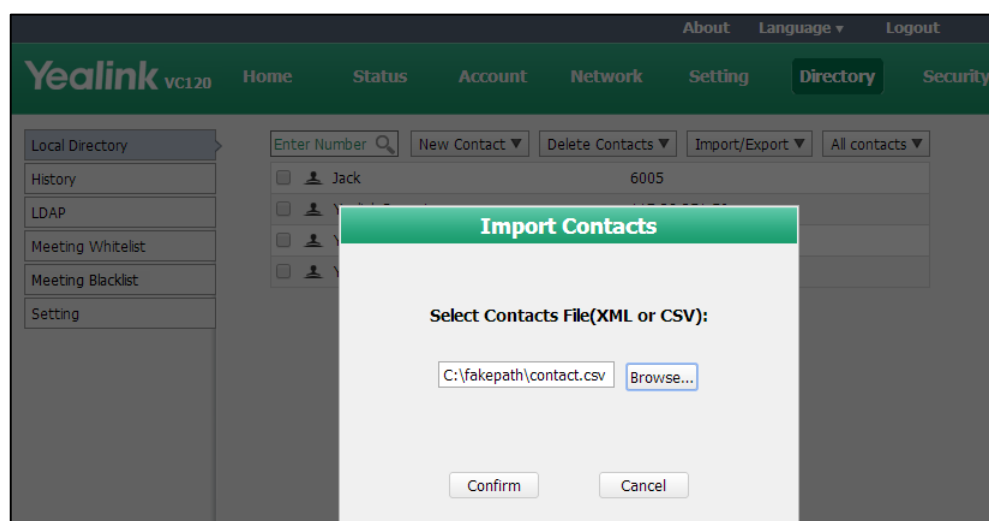 About Language ▾ Logout
Yealink VC120 Home Status Account Network Setting Directory Security
Local Directory
History
LDAP
Meeting Whitelist
Meeting Blacklist
Setting
Enter Number New Contact ▼ Delete Contacts ▼ Import/Export ▼ All contacts ▼
Jack 6005
Import Contacts
Select Contacts File(XML or CSV):
C:\fakepath\contact.csv Browse...
Confirm Cancel